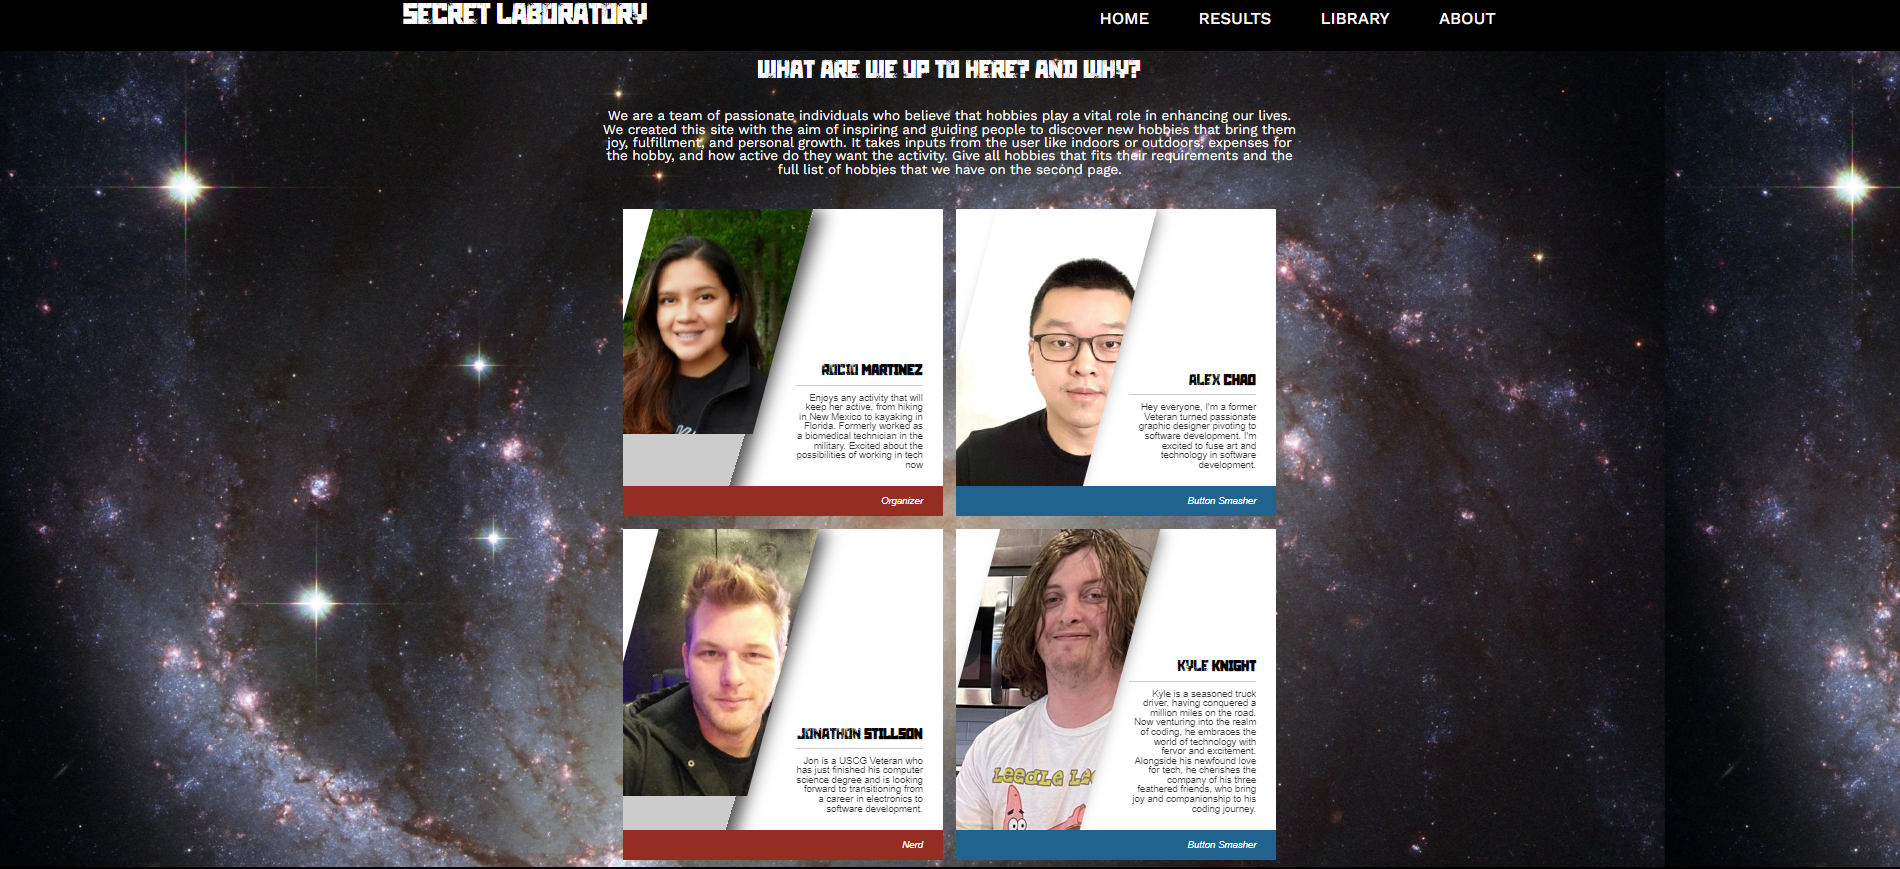 SECRET LABORATORY
HOME RESULTS LIBRARY ABOUT
WHAT ARE WE UP TO HERE? AND WHY?
We are a team of passionate individuals who believe that hobbies play a vital role in enhancing our lives.
We created this site with the aim of inspiring and guiding people to discover new hobbies that bring them
joy, fulfillment, and personal growth. It takes inputs from the user like indoors or outdoors, expenses for
the hobby, and how active do they want the activity. Give all hobbies that fits their requirements and the
full list of hobbies that we have on the second page.
ROCIO MARTINEZ
Enjoys any activity that will
keep her active, from hiking
in New Mexico to kayaking in
Florida. Formerly worked as
a biomedical technician in the
military. Excited about the
possibilities of working in tech
now
Organizer
ALEX CHAO
Hey everyone, I'm a former
Veteran turned passionate
graphic designer pivoting to
software development. I'm
excited to fuse art and
technology in software
development.
Button Smasher
JONATHON STILLSON
Jon is a USCG Veteran who
has just finished his computer
science degree and is looking
forward to transitioning from
a career in electronics to
software development.
Nerd
LEEDLE
KYLE KNIGHT
Kyle is a seasoned truck
driver, having conquered a
million miles on the road.
Now venturing into the realm
of coding, he embraces the
world of technology with
fervor and excitement.
Alongside his newfound love
for tech, he cherishes the
company of his three
feathered friends, who bring
joy and companionship to his
coding journey.
Button Smasher